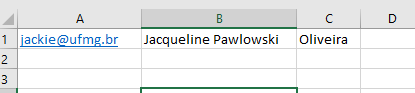 A B C D
1 jackie@ufmg.br Jacqueline Pawlowski Oliveira
2
3